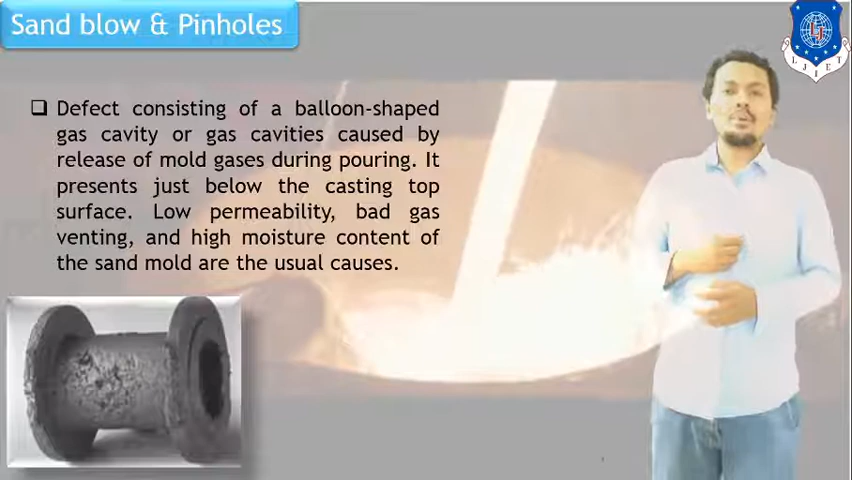 Sand blow & Pinholes
Defect consisting of a balloon-shaped
gas cavity or gas cavities caused by
release of mold gases during pouring. It
presents just below the casting top
surface. Low permeability, bad gas
venting, and high moisture content of
the sand mold are the usual causes.
LJ
LJIET